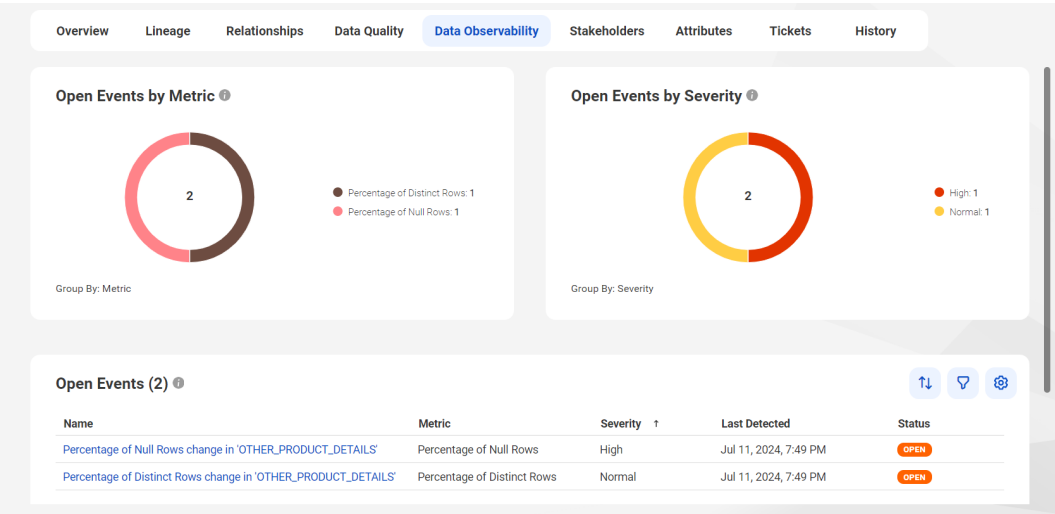 Overview Lineage Relationships Data Quality Data Observability Stakeholders Attributes Tickets History
Open Events by Metric
2
Percentage of Distinct Rows: 1
Percentage of Null Rows: 1
Group By: Metric
Open Events by Severity
2
High: 1
Normal: 1
Group By: Severity
Open Events (2)
Name Metric Severity ↑ Last Detected Status
Percentage of Null Rows change in 'OTHER_PRODUCT_DETAILS' Percentage of Null Rows High Jul 11, 2024, 7:49 PM OPEN
Percentage of Distinct Rows change in 'OTHER_PRODUCT_DETAILS' Percentage of Distinct Rows Normal Jul 11, 2024, 7:49 PM OPEN